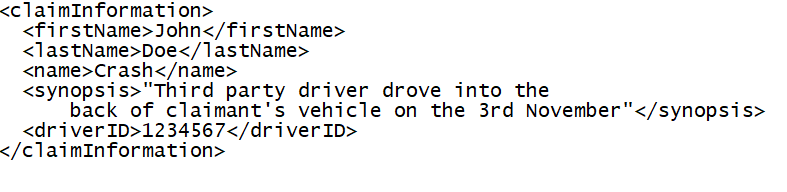 <claimInformation>
  <firstName>John</firstName>
  <lastName>Doe</lastName>
  <name>Crash</name>
  <synopsis>"Third party driver drove into the
      back of claimant's vehicle on the 3rd November"</synopsis>
  <driverID>1234567</driverID>
</claimInformation>